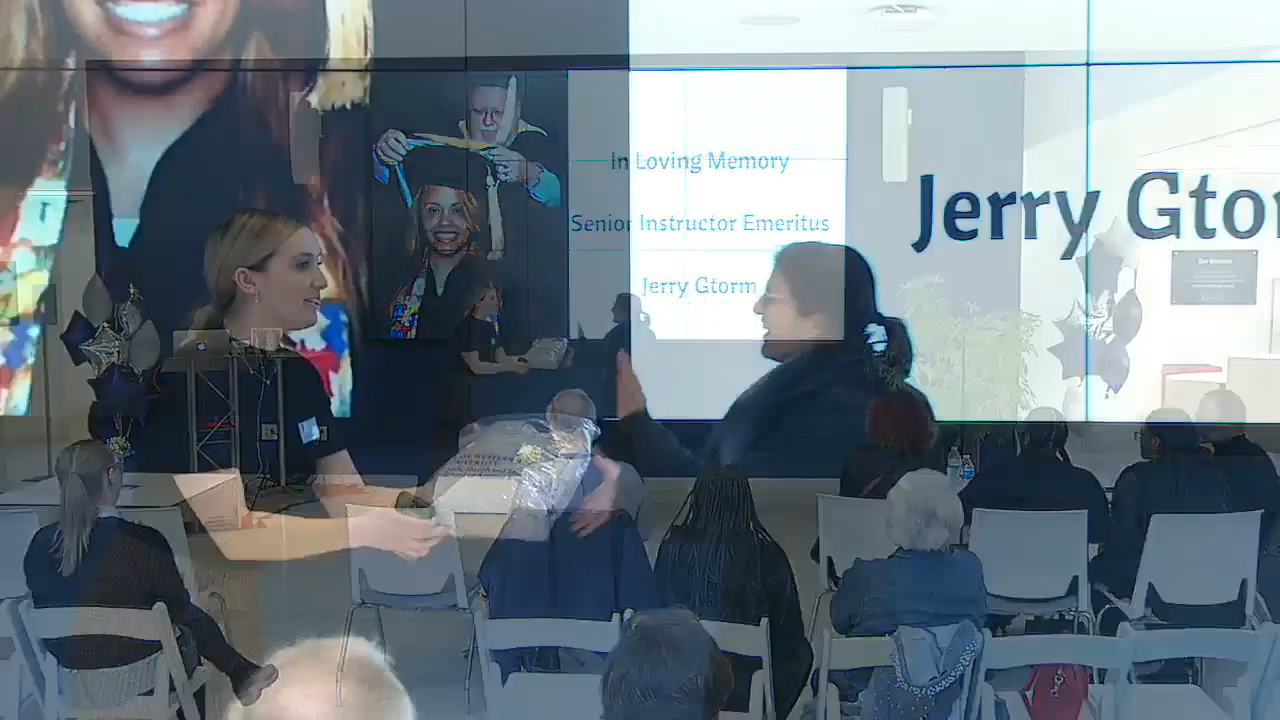 In Loving Memory
Senior Instructor Emeritus
Jerry Gtorm
Jerry Gtor